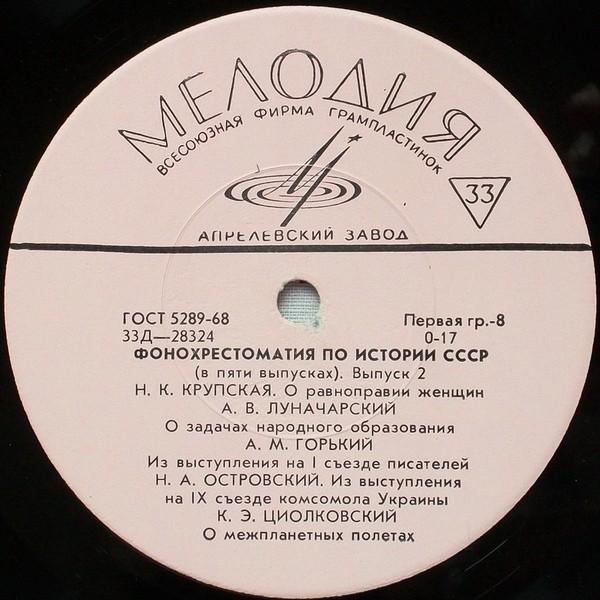 МЕЛОДИЯ
ВСЕСОЮЗНАЯ ФИРМА ГРАМПЛАСТИНОК
33
АПРЕЛЕВСКИЙ ЗАВОД
ГОСТ 5289-68 Первая гр.-8
33Д—28324 0-17
ФОНОХРЕСТОМАТИЯ ПО ИСТОРИИ СССР
(в пяти выпусках). Выпуск 2
Н. К. КРУПСКАЯ. О равноправии женщин
А. В. ЛУНАЧАРСКИЙ
О задачах народного образования
А. М. ГОРЬКИЙ
Из выступления на I съезде писателей
Н. А. ОСТРОВСКИЙ. Из выступления
на IX съезде комсомола Украины
К. Э. ЦИОЛКОВСКИЙ
О межпланетных полетах